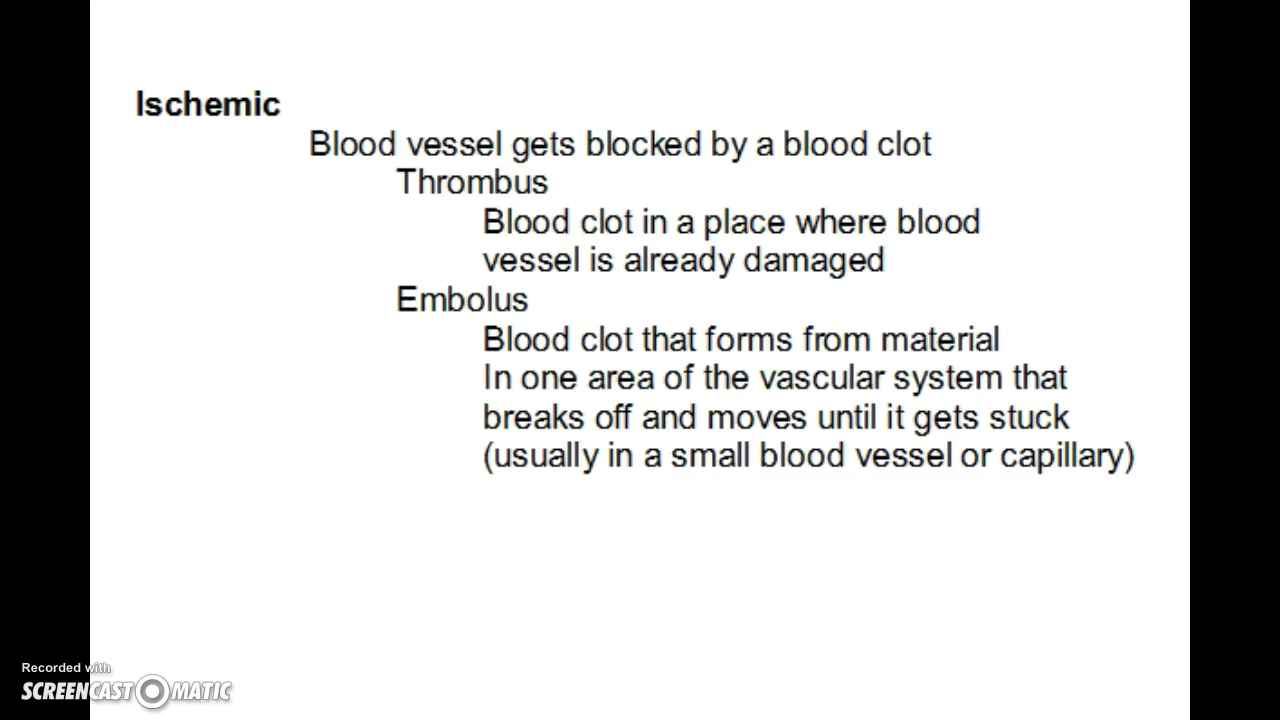 Ischemic
Blood vessel gets blocked by a blood clot
Thrombus
Blood clot in a place where blood
vessel is already damaged
Embolus
Blood clot that forms from material
In one area of the vascular system that
breaks off and moves until it gets stuck
(usually in a small blood vessel or capillary)
Recorded with
SCREENCAST O MATIC